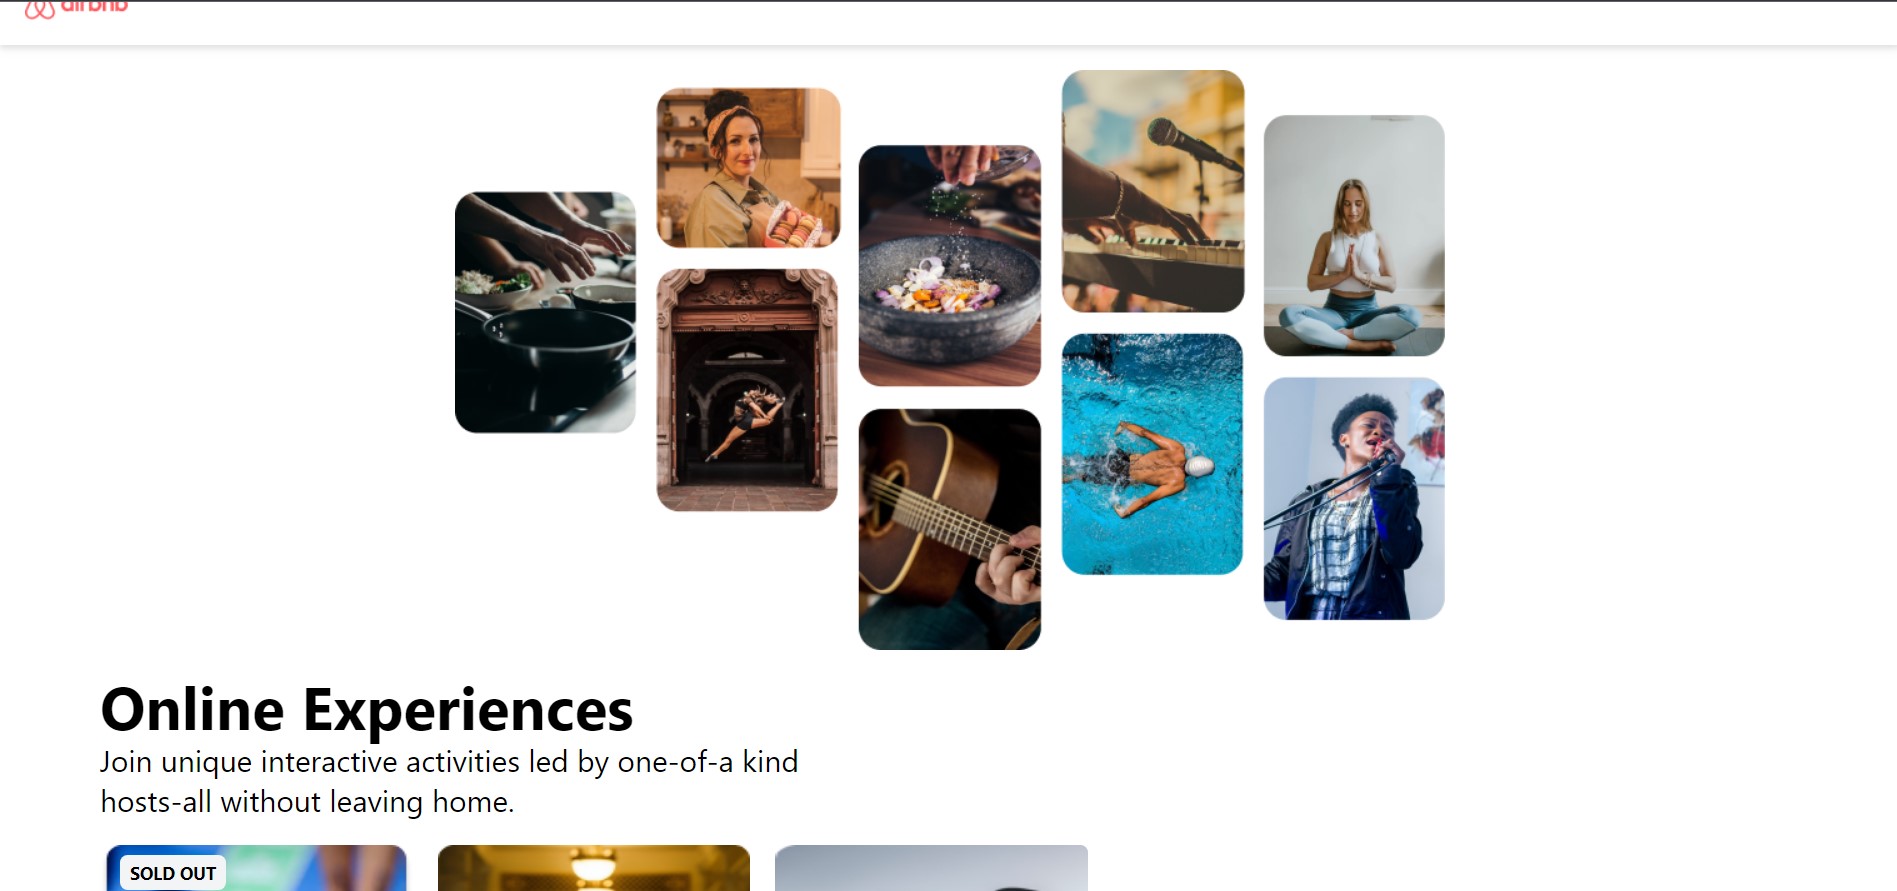 airbnb
Online Experiences
Join unique interactive activities led by one-of-a kind
hosts-all without leaving home.
SOLD OUT